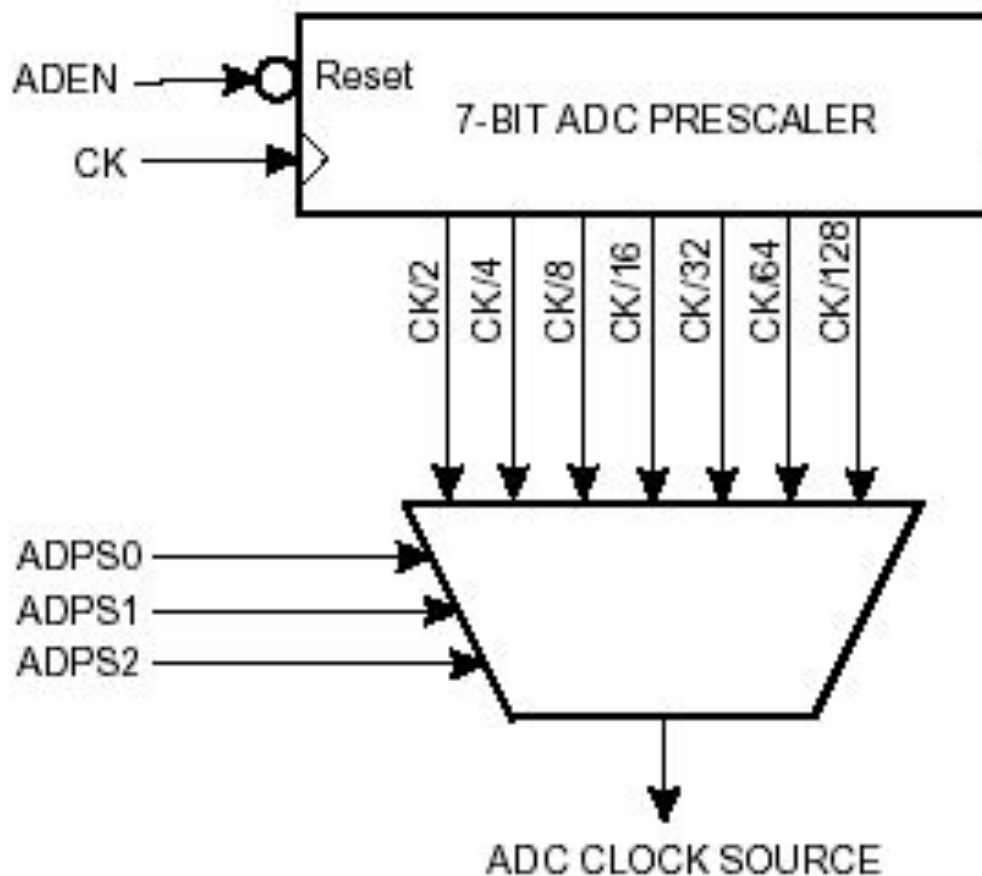 ADEN
Reset
7-BIT ADC PRESCALER
CK
CK/2
CK/4
CK/8
CK/16
CK/32
CK/64
CK/128
ADPS0
ADPS1
ADPS2
ADC CLOCK SOURCE